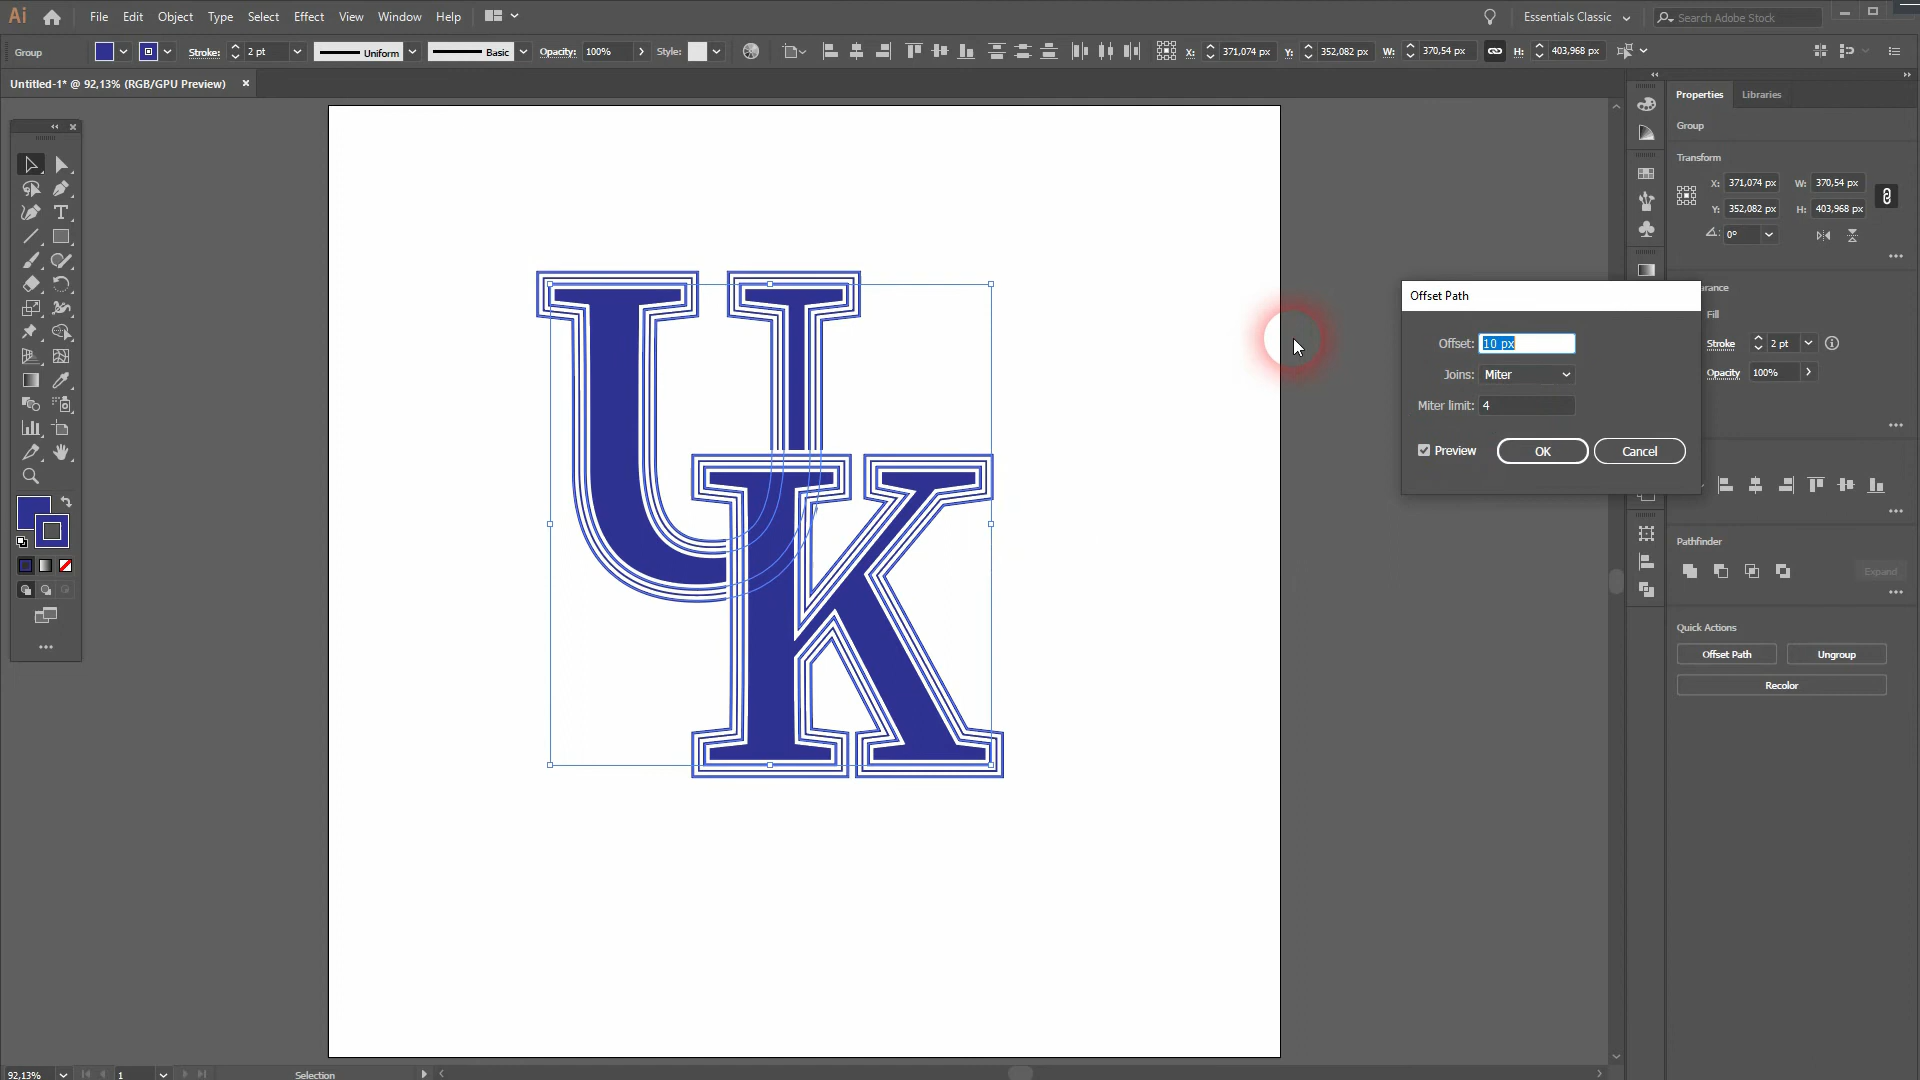 Ai File Edit Object Type Select Effect View Window Help Essentials Classic Search Adobe Stock
Group Stroke: 2 pt Uniform Basic Opacity: 100% Style: X: 371,074 px Y: 352,082 px W: 370,54 px H: 403,968 px
Untitled-1* @ 92,13% (RGB/GPU Preview)
Properties Libraries
Group
Transform
X: 371,074 px W: 370,54 px
Y: 352,082 px H: 403,968 px
0°
arance
Fill
Stroke 2 pt
Opacity 100%
Offset Path
Offset: 10 px
Joins: Miter
Miter limit: 4
Preview OK Cancel
UK
Pathfinder
Expand
Quick Actions
Offset Path Ungroup
Recolor
92,13% 1 Selection